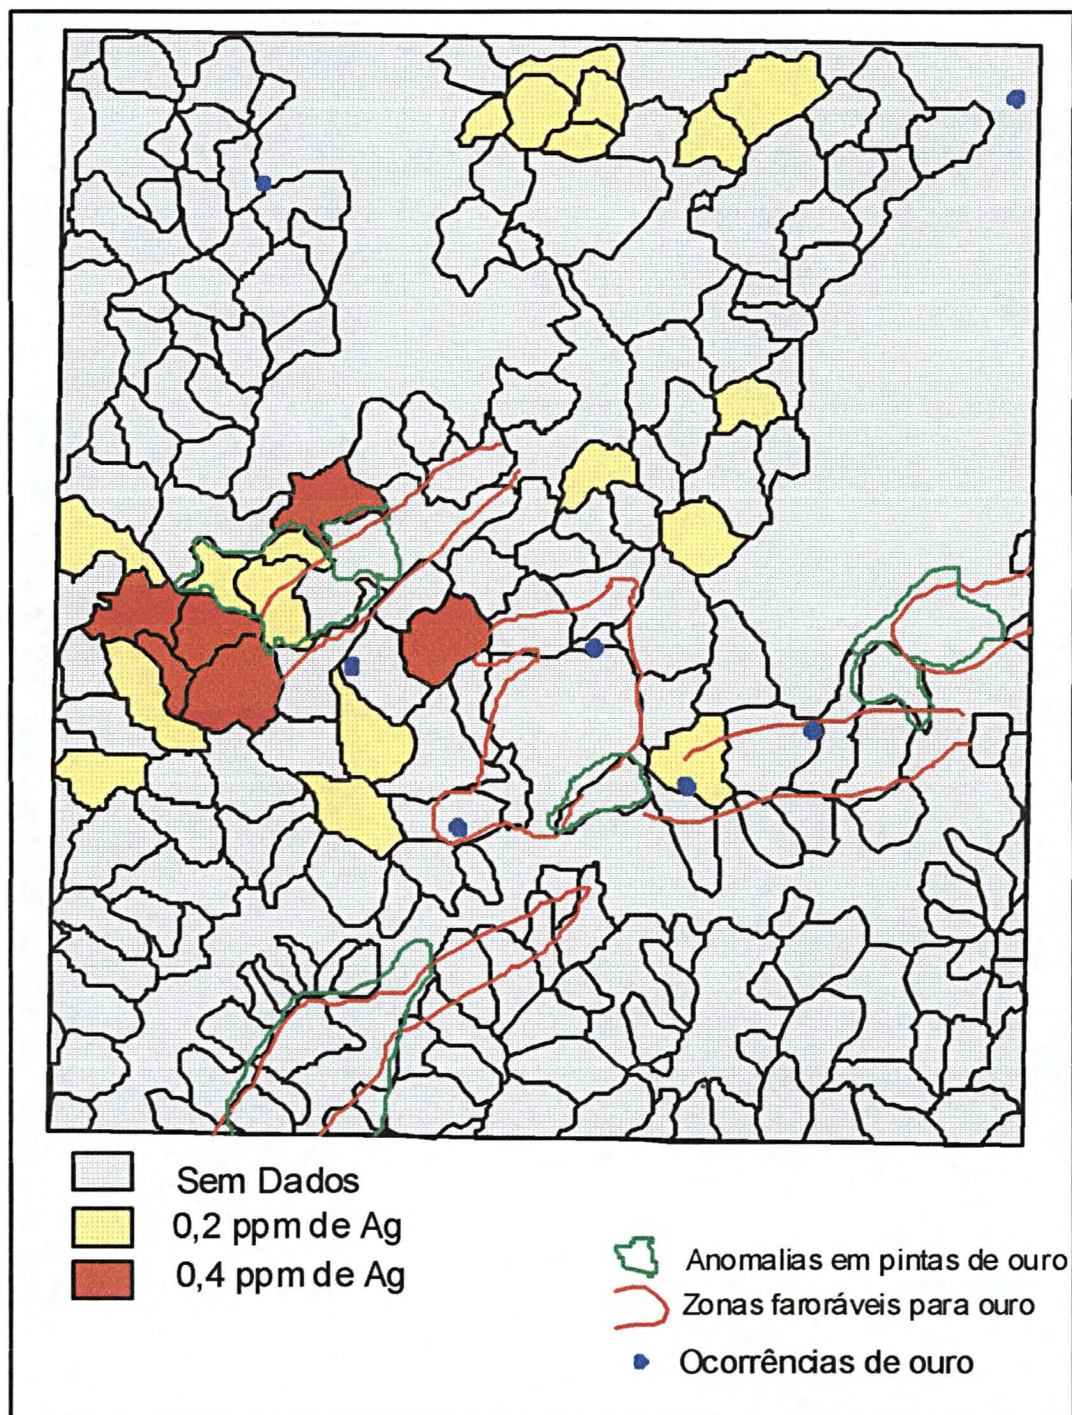 Sem Dados
0,2 ppm de Ag
0,4 ppm de Ag
Anomalias em pintas de ouro
Zonas faroráveis para ouro
Ocorrências de ouro